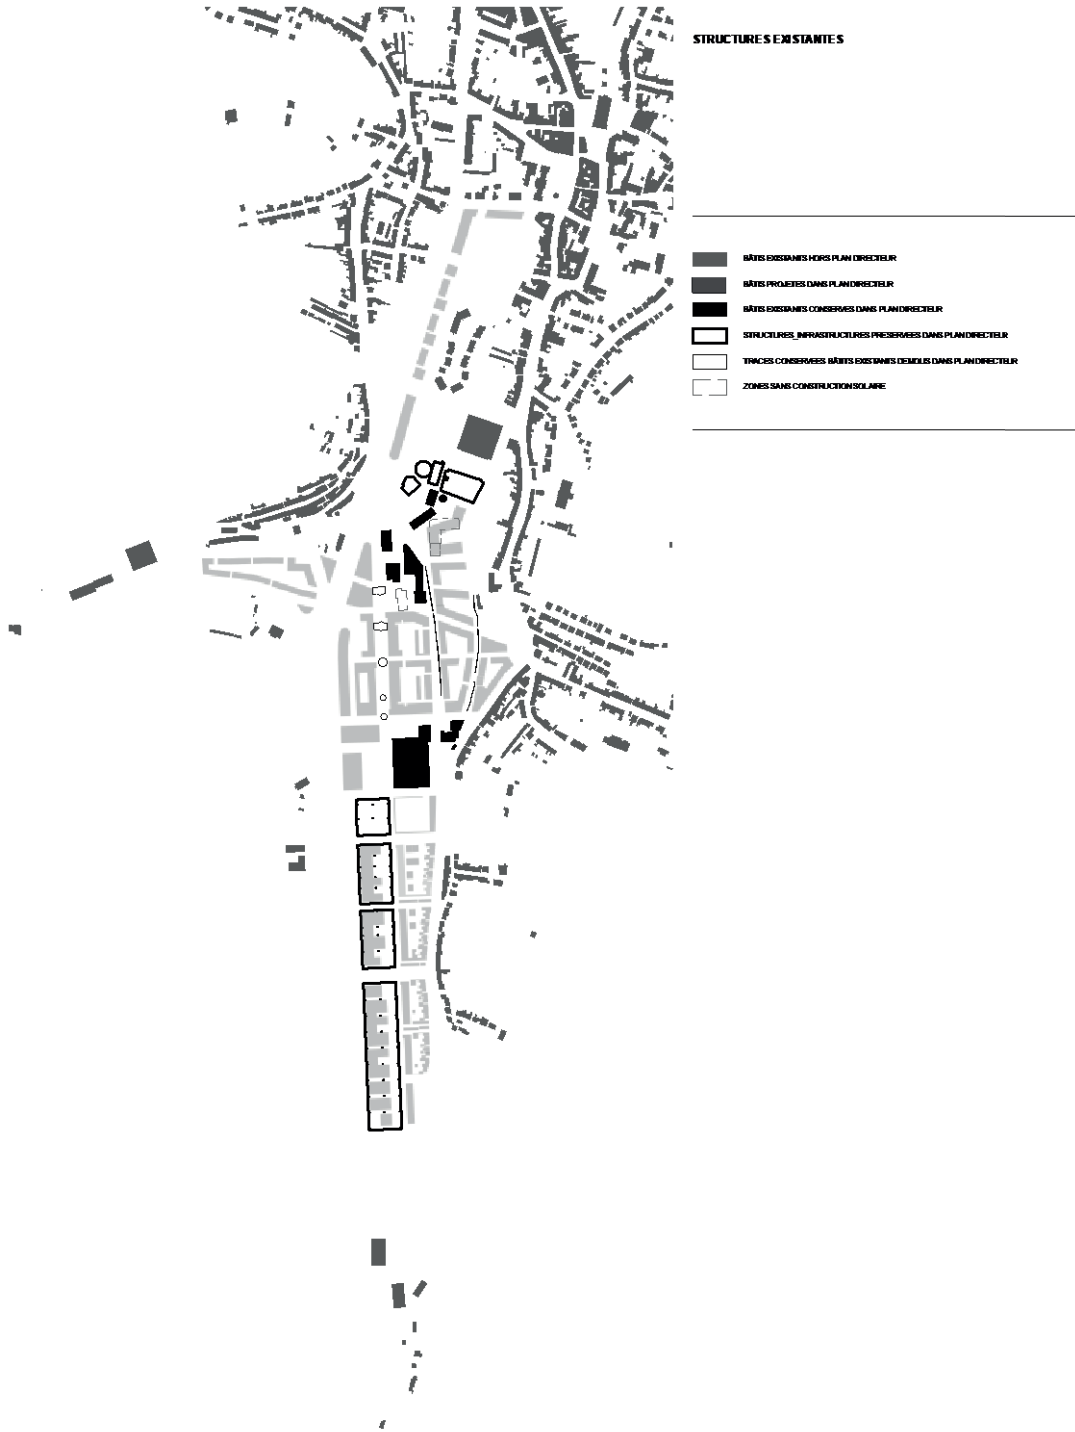 STRUCTURES EXISTANTES
BÂTIS EXISTANTS HORS PLAN DIRECTEUR
BÂTIS PROJETES DANS PLAN DIRECTEUR
BÂTIS EXISTANTS CONSERVES DANS PLAN DIRECTEUR
STRUCTURES_INFRASTRUCTURES PRESERVEES DANS PLAN DIRECTEUR
TRACES CONSERVEES BÂTIS EXISTANTS DEMOLIS DANS PLAN DIRECTEUR
ZONES SANS CONSTRUCTION SOLAIRE